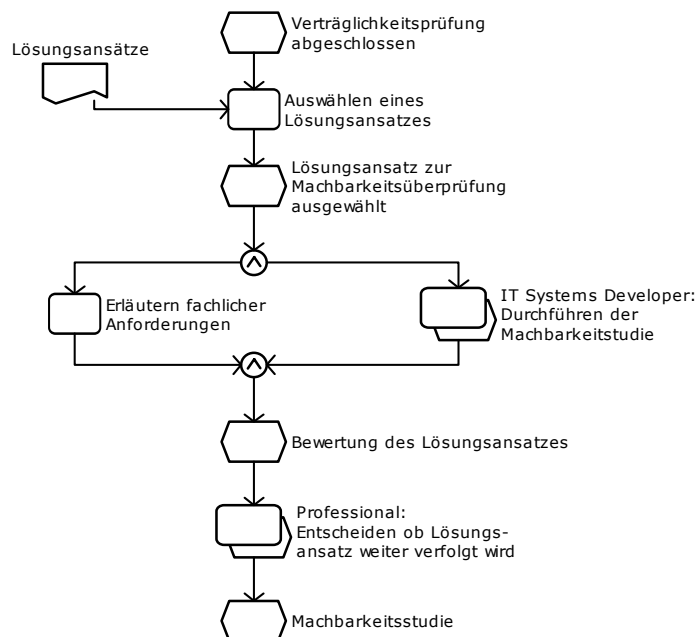 Verträglichkeitsprüfung
abgeschlossen
Lösungsansätze
Auswählen eines
Lösungsansatzes
Lösungsansatz zur
Machbarkeitsüberprüfung
ausgewählt
Erläutern fachlicher
Anforderungen
IT Systems Developer:
Durchführen der
Machbarkeitstudie
Bewertung des Lösungsansatzes
Professional:
Entscheiden ob Lösungs-
ansatz weiter verfolgt wird
Machbarkeitsstudie